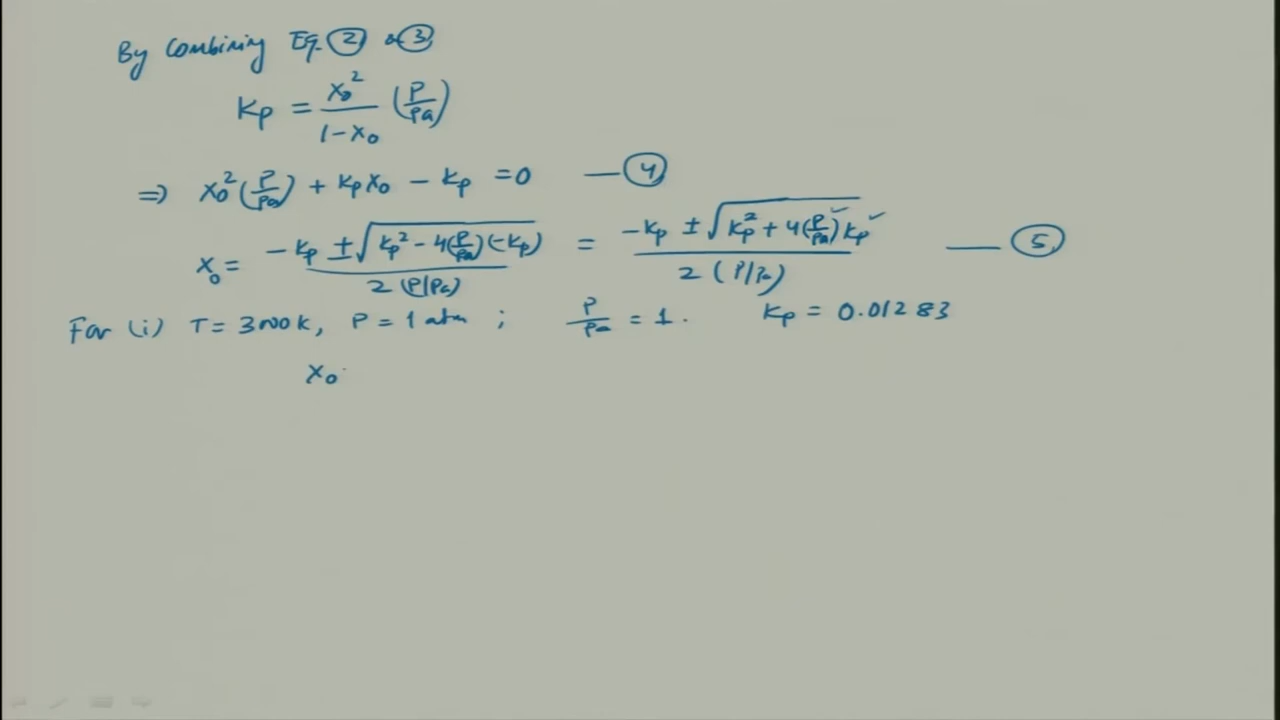 By Combining Eq. ② & ③
Kp = X₀² / (1 - X₀) (P/Pa)
⇒ X₀² (P/Pa) + Kp X₀ - Kp = 0 — ④
X₀ = (-Kp ± √(Kp² - 4(P/Pa)(-Kp))) / (2 (P/Pa)) = (-Kp ± √(Kp² + 4(P/Pa)Kp)) / (2 (P/Pa)) — ⑤
For (i) T = 3000K, P = 1 atm ; P/Pa = 1. Kp = 0.01283
X₀